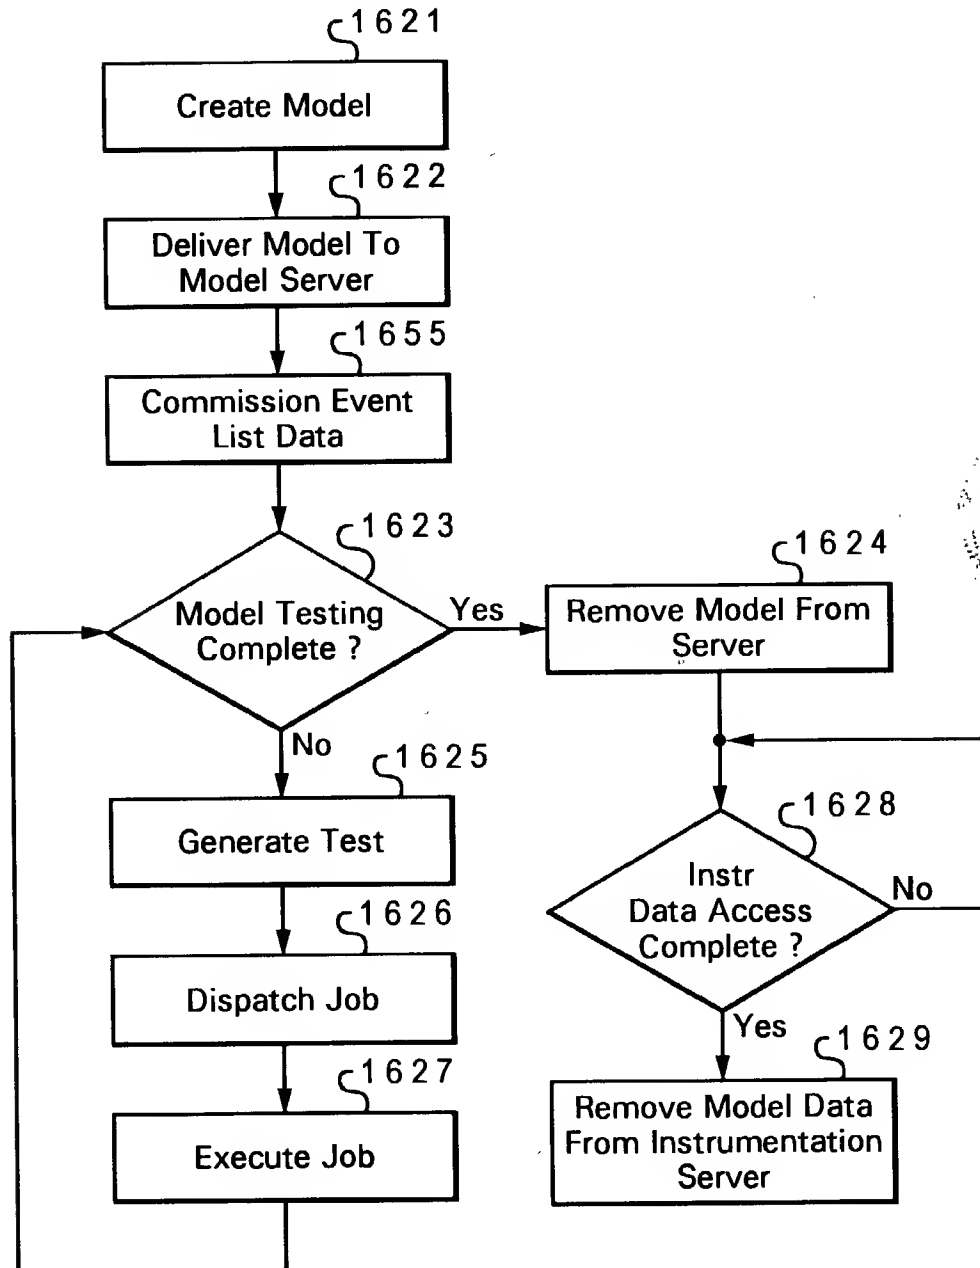 1621
Create Model
1622
Deliver Model To
Model Server
1655
Commission Event
List Data
1623
Model Testing
Complete ?
Yes
No
1624
Remove Model From
Server
1625
Generate Test
1626
Dispatch Job
1627
Execute Job
1628
Instr
Data Access
Complete ?
No
Yes
1629
Remove Model Data
From Instrumentation
Server